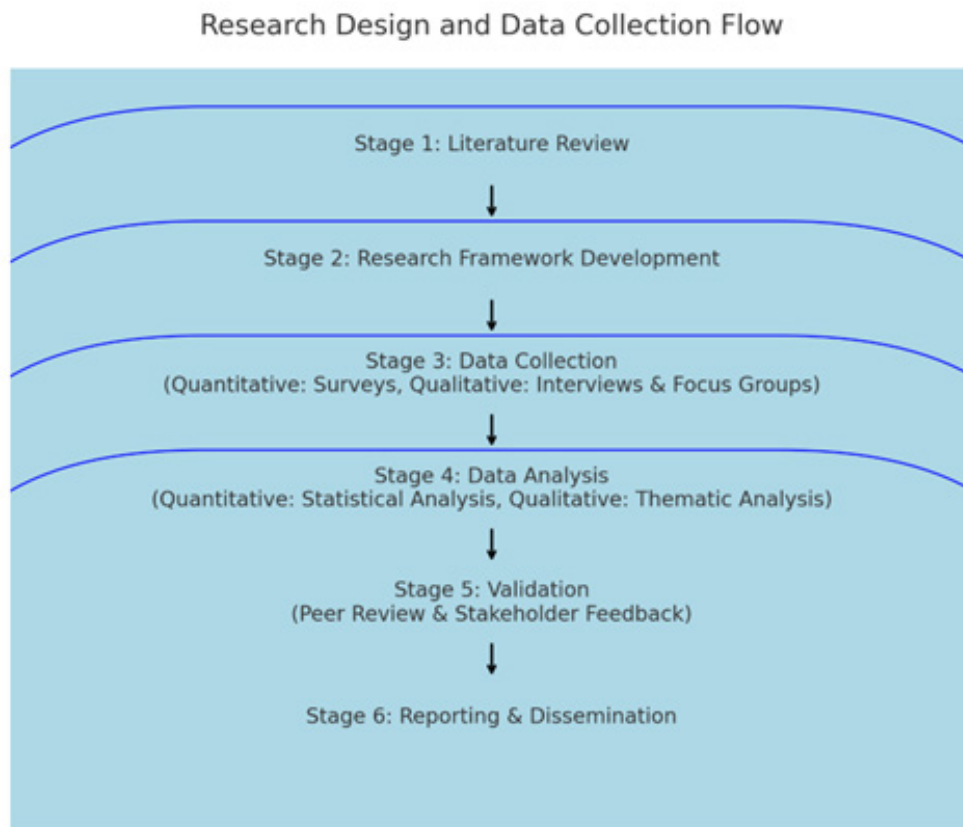 Research Design and Data Collection Flow
Stage 1: Literature Review
Stage 2: Research Framework Development
Stage 3: Data Collection
(Quantitative: Surveys, Qualitative: Interviews & Focus Groups)
Stage 4: Data Analysis
(Quantitative: Statistical Analysis, Qualitative: Thematic Analysis)
Stage 5: Validation
(Peer Review & Stakeholder Feedback)
Stage 6: Reporting & Dissemination